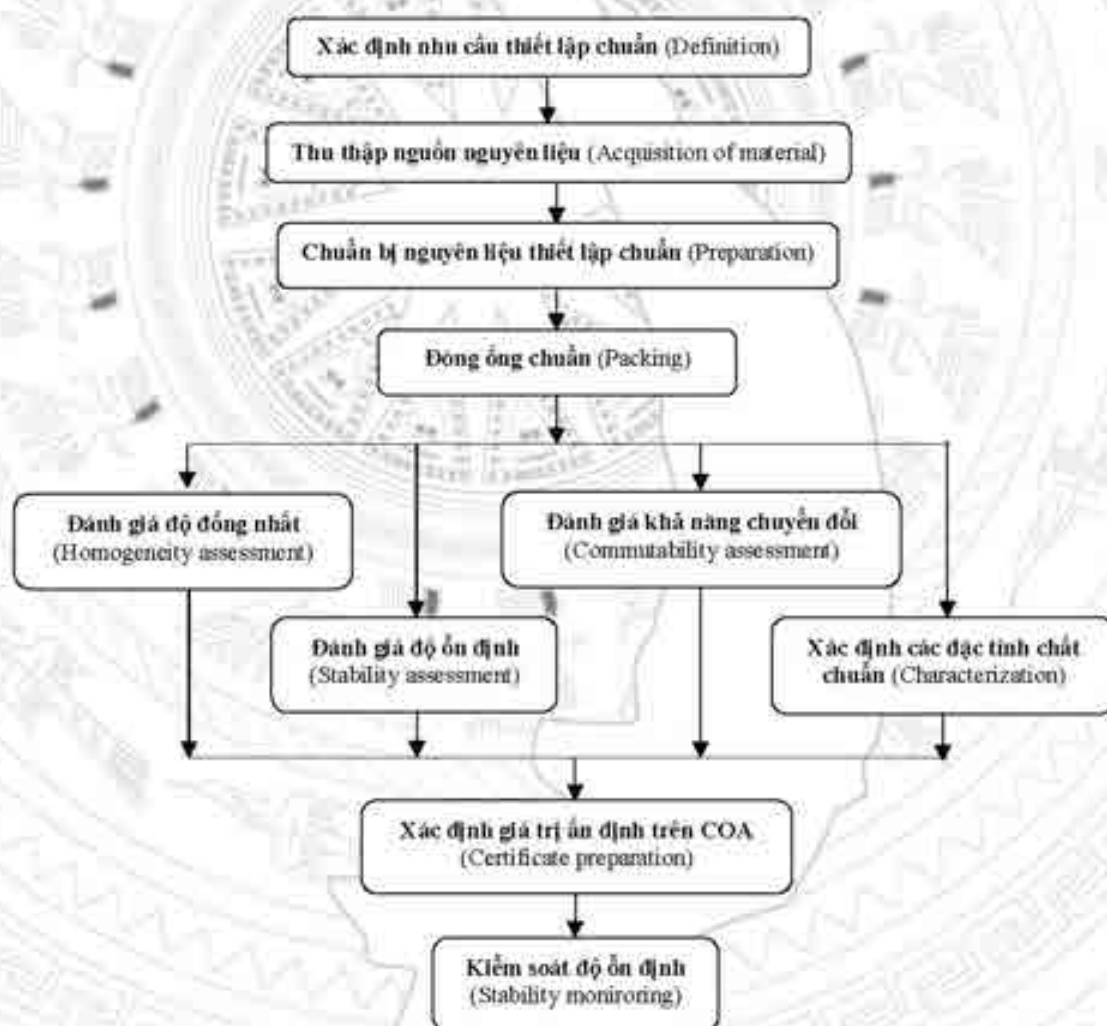 Xác định nhu cầu thiết lập chuẩn (Definition)
Thu thập nguồn nguyên liệu (Acquisition of material)
Chuẩn bị nguyên liệu thiết lập chuẩn (Preparation)
Đóng ống chuẩn (Packing)
Đánh giá độ đồng nhất
(Homogeneity assessment)
Đánh giá khả năng chuyển đổi
(Commutability assessment)
Đánh giá độ ổn định
(Stability assessment)
Xác định các đặc tính chất
chuẩn (Characterization)
Xác định giá trị ấn định trên COA
(Certificate preparation)
Kiểm soát độ ổn định
(Stability moniroring)